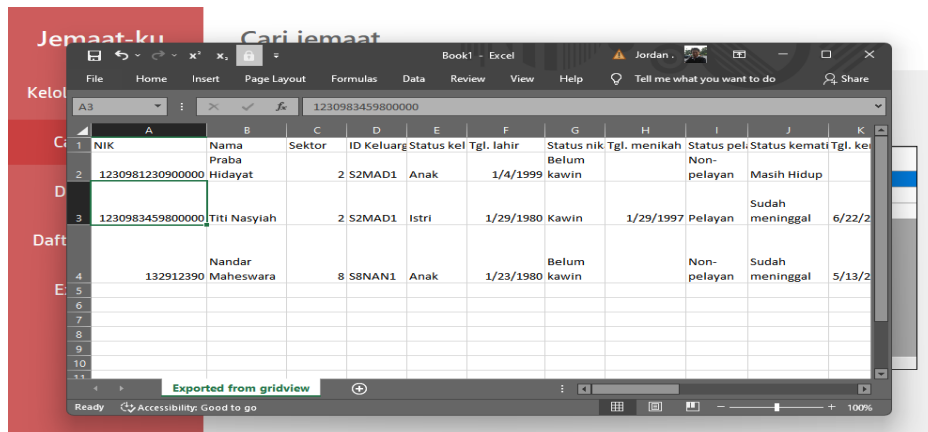 Jemaat-ku
Cari jemaat
Book1 - Excel
Jordan .
File Home Insert Page Layout Formulas Data Review View Help Tell me what you want to do Share
Kelol
A3 fx 1230983459800000
A B C D E F G H I J K
1 NIK Nama Sektor ID Keluarg Status kel Tgl. lahir Status nik Tgl. menikah Status pela Status kemati Tgl. ke
Praba Belum Non-
2 1230981230900000 Hidayat 2 S2MAD1 Anak 1/4/1999 kawin pelayan Masih Hidup
Sudah
3 1230983459800000 Titi Nasyiah 2 S2MAD1 Istri 1/29/1980 Kawin 1/29/1997 Pelayan meninggal 6/22/2
Daft
Nandar Belum Non- Sudah
4 132912390 Maheswara 8 S8NAN1 Anak 1/23/1980 kawin pelayan meninggal 5/13/2
5
6
7
8
9
10
11
Exported from gridview
Ready Accessibility: Good to go 100%